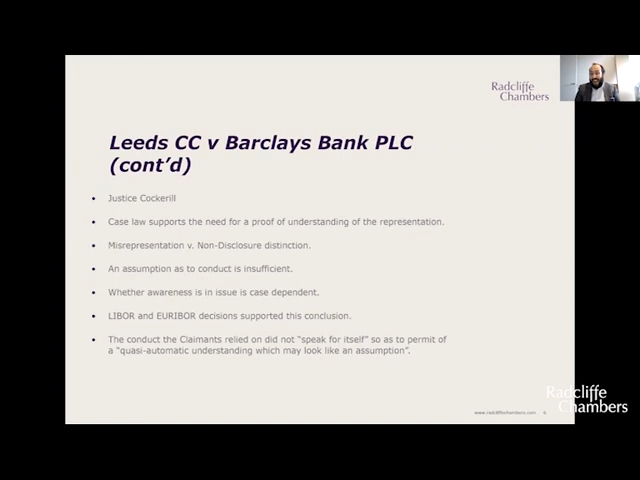 Radcliffe
Chambers
Leeds CC v Barclays Bank PLC
(cont’d)
• Justice Cockerill
• Case law supports the need for a proof of understanding of the representation.
• Misrepresentation v. Non-Disclosure distinction.
• An assumption as to conduct is insufficient.
• Whether awareness is in issue is case dependent.
• LIBOR and EURIBOR decisions supported this conclusion.
• The conduct the Claimants relied on did not “speak for itself” so as to permit of
a “quasi-automatic understanding which may look like an assumption”.
Radcliffe
Chambers
www.radcliffechambers.com 6